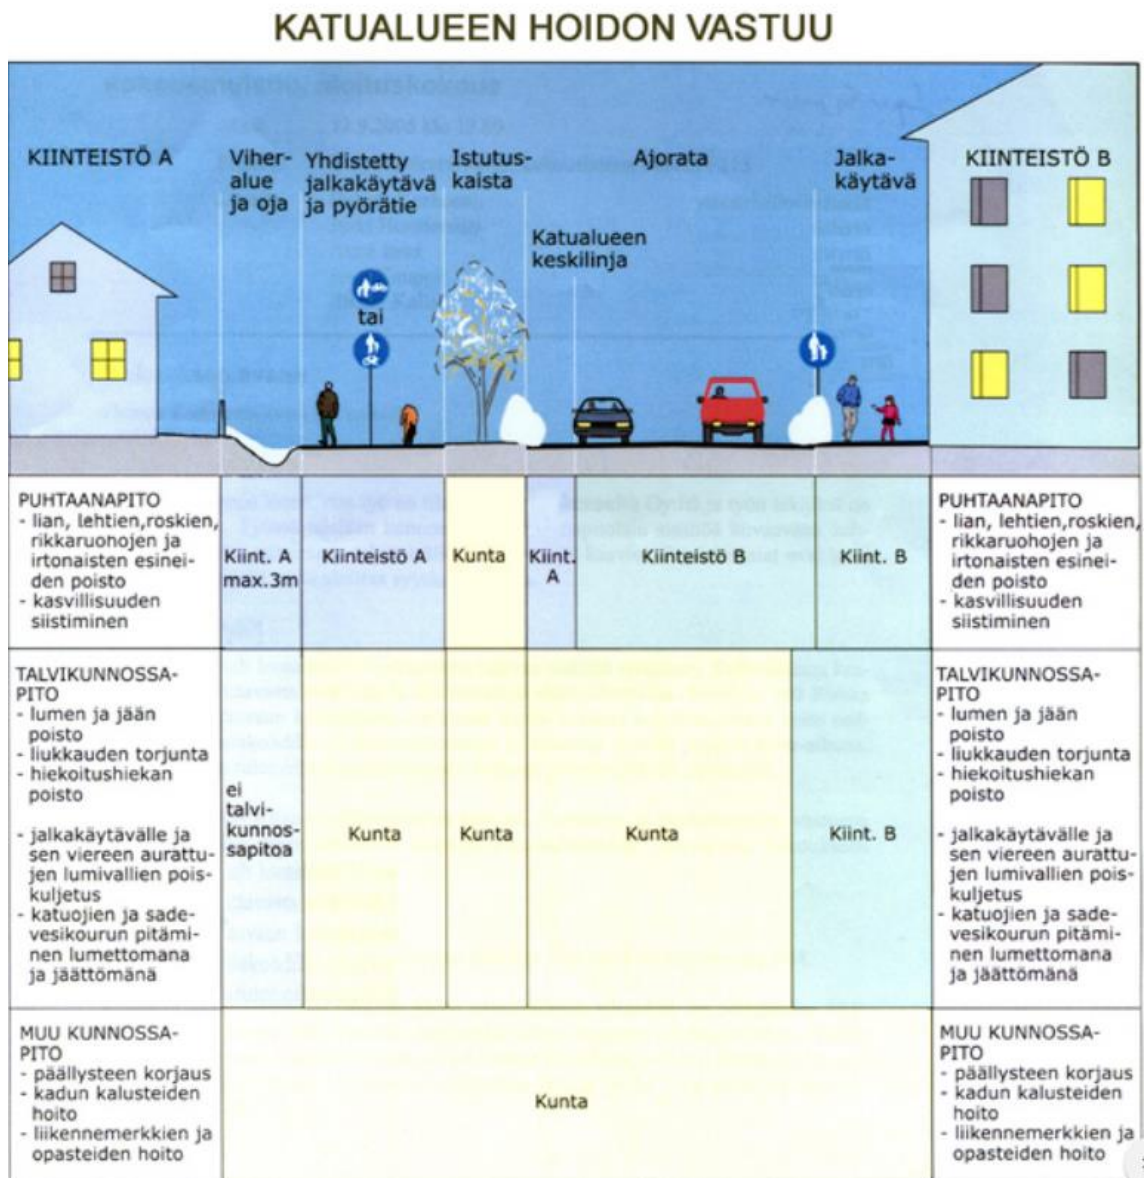 KATUALUEEN HOIDON VASTUU
KIINTEISTÖ A
Viher-
alue
ja oja
Yhdistetty
jalkakäytävä
ja pyörätie
Istutus-
kaista
Ajorata
Jalka-
käytävä
KIINTEISTÖ B
Katualueen
keskilinja
tai
PUHTAANAPITO
- lian, lehtien,roskien,
rikkaruohojen ja
irtonaisten esinei-
den poisto
- kasvillisuuden
siistiminen
Kiint. A
max.3m
Kiinteistö A
Kunta
Kiint.
A
Kiinteistö B
Kiint. B
PUHTAANAPITO
- lian, lehtien,roskien,
rikkaruohojen ja
irtonaisten esinei-
den poisto
- kasvillisuuden
siistiminen
TALVIKUNNOSSA-
PITO
- lumen ja jään
poisto
- liukkauden torjunta
- hiekoitushiekan
poisto
- jalkakäytävälle ja
sen viereen aurattu-
jen lumivallien pois-
kuljetus
- katuojien ja sade-
vesikourun pitämi-
nen lumettomana
ja jäättömänä
ei
talvi-
kunnos-
sapitoa
Kunta
Kunta
Kunta
Kiint. B
TALVIKUNNOSSA-
PITO
- lumen ja jään
poisto
- liukkauden torjunta
- hiekoitushiekan
poisto
- jalkakäytävälle ja
sen viereen aurattu-
jen lumivallien pois-
kuljetus
- katuojien ja sade-
vesikourun pitämi-
nen lumettomana
ja jäättömänä
MUU KUNNOSSA-
PITO
- päällysteen korjaus
- kadun kalusteiden
hoito
- liikennemerkkien ja
opasteiden hoito
Kunta
MUU KUNNOSSA-
PITO
- päällysteen korjaus
- kadun kalusteiden
hoito
- liikennemerkkien ja
opasteiden hoito